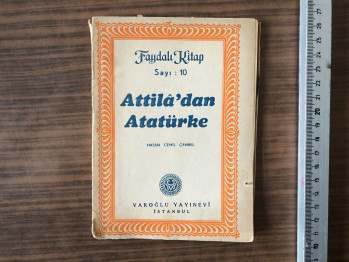 Faydalı Kitap
Sayı : 10
Attilâ'dan
Atatürke
HASAN CEMİL ÇAMBEL
VAROĞLU YAYINEVİ
İSTANBUL